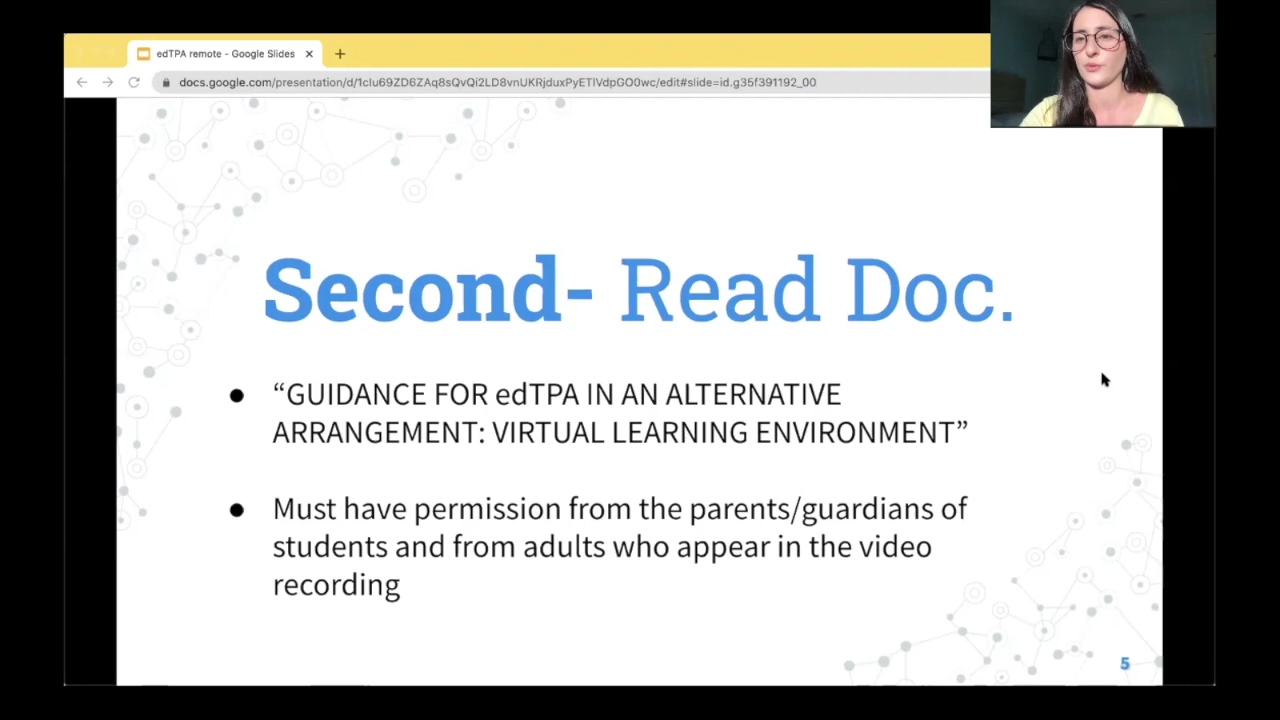 edTPA remote - Google Slides
docs.google.com/presentation/d/1cIu69ZD6ZAq8sQvQi2LD8vnUKRjduxPyETIVdpGO0wc/edit#slide=id.g35f391192_00
Second- Read Doc.
● “GUIDANCE FOR edTPA IN AN ALTERNATIVE
ARRANGEMENT: VIRTUAL LEARNING ENVIRONMENT”
● Must have permission from the parents/guardians of
students and from adults who appear in the video
recording
5